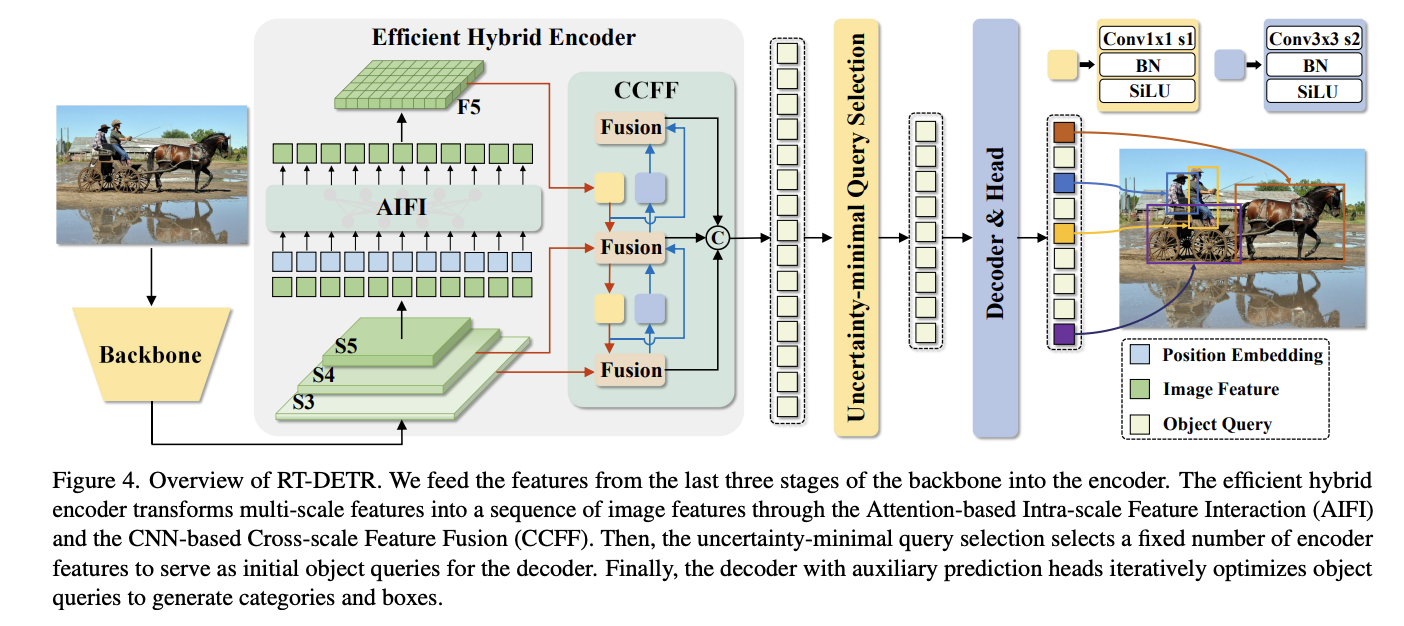 Efficient Hybrid Encoder
F5
AIFI
S5
S4
S3
Backbone
CCFF
Fusion
Fusion
Fusion
C
Uncertainty-minimal Query Selection
Decoder & Head
Conv1x1 s1
BN
SiLU
Conv3x3 s2
BN
SiLU
Position Embedding
Image Feature
Object Query
Figure 4. Overview of RT-DETR. We feed the features from the last three stages of the backbone into the encoder. The efficient hybrid
encoder transforms multi-scale features into a sequence of image features through the Attention-based Intra-scale Feature Interaction (AIFI)
and the CNN-based Cross-scale Feature Fusion (CCFF). Then, the uncertainty-minimal query selection selects a fixed number of encoder
features to serve as initial object queries for the decoder. Finally, the decoder with auxiliary prediction heads iteratively optimizes object
queries to generate categories and boxes.